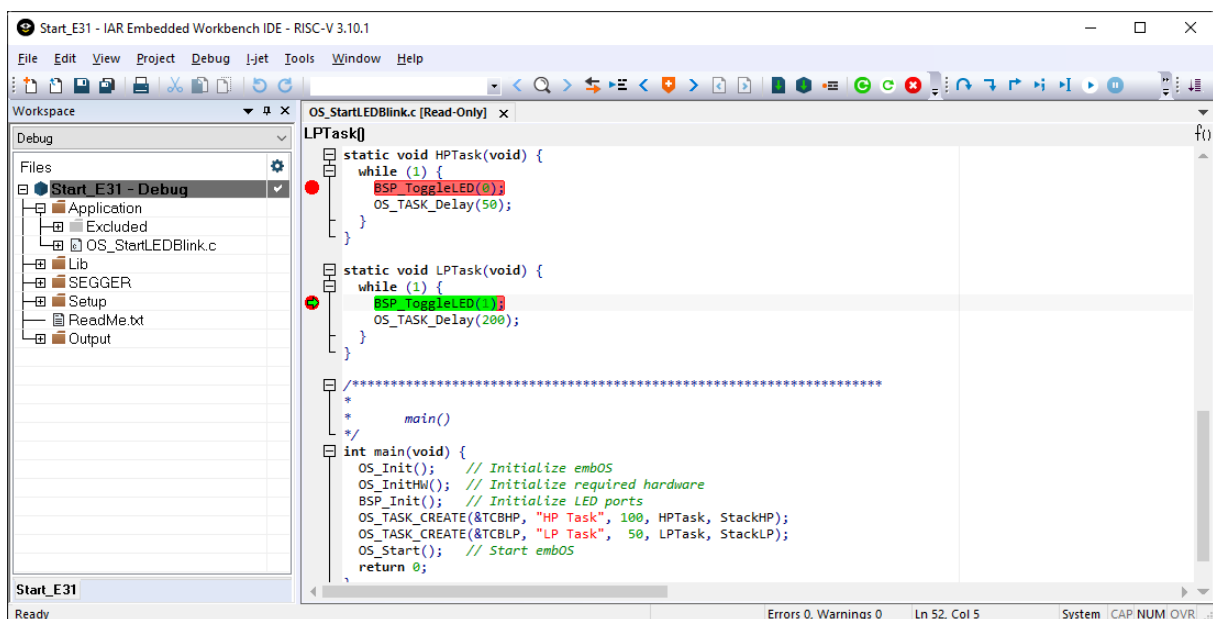 Start_E31 - IAR Embedded Workbench IDE - RISC-V 3.10.1
File Edit View Project Debug I-jet Tools Window Help
Workspace
OS_StartLEDBlink.c [Read-Only] x
Debug
LPTask()
f()
Files
Start_E31 - Debug
Application
Excluded
OS_StartLEDBlink.c
Lib
SEGGER
Setup
ReadMe.txt
Output
static void HPTask(void) {
while (1) {
BSP_ToggleLED(0);
OS_TASK_Delay(50);
}
}
static void LPTask(void) {
while (1) {
BSP_ToggleLED(1);
OS_TASK_Delay(200);
}
}
/*********************************************************************
*
*       main()
*/
int main(void) {
OS_Init();    // Initialize embOS
OS_InitHW();  // Initialize required hardware
BSP_Init();   // Initialize LED ports
OS_TASK_CREATE(&TCBHP, "HP Task", 100, HPTask, StackHP);
OS_TASK_CREATE(&TCBLP, "LP Task",  50, LPTask, StackLP);
OS_Start();   // Start embOS
return 0;
}
Start_E31
Ready
Errors 0, Warnings 0
Ln 52, Col 5
System
CAP NUM OVR